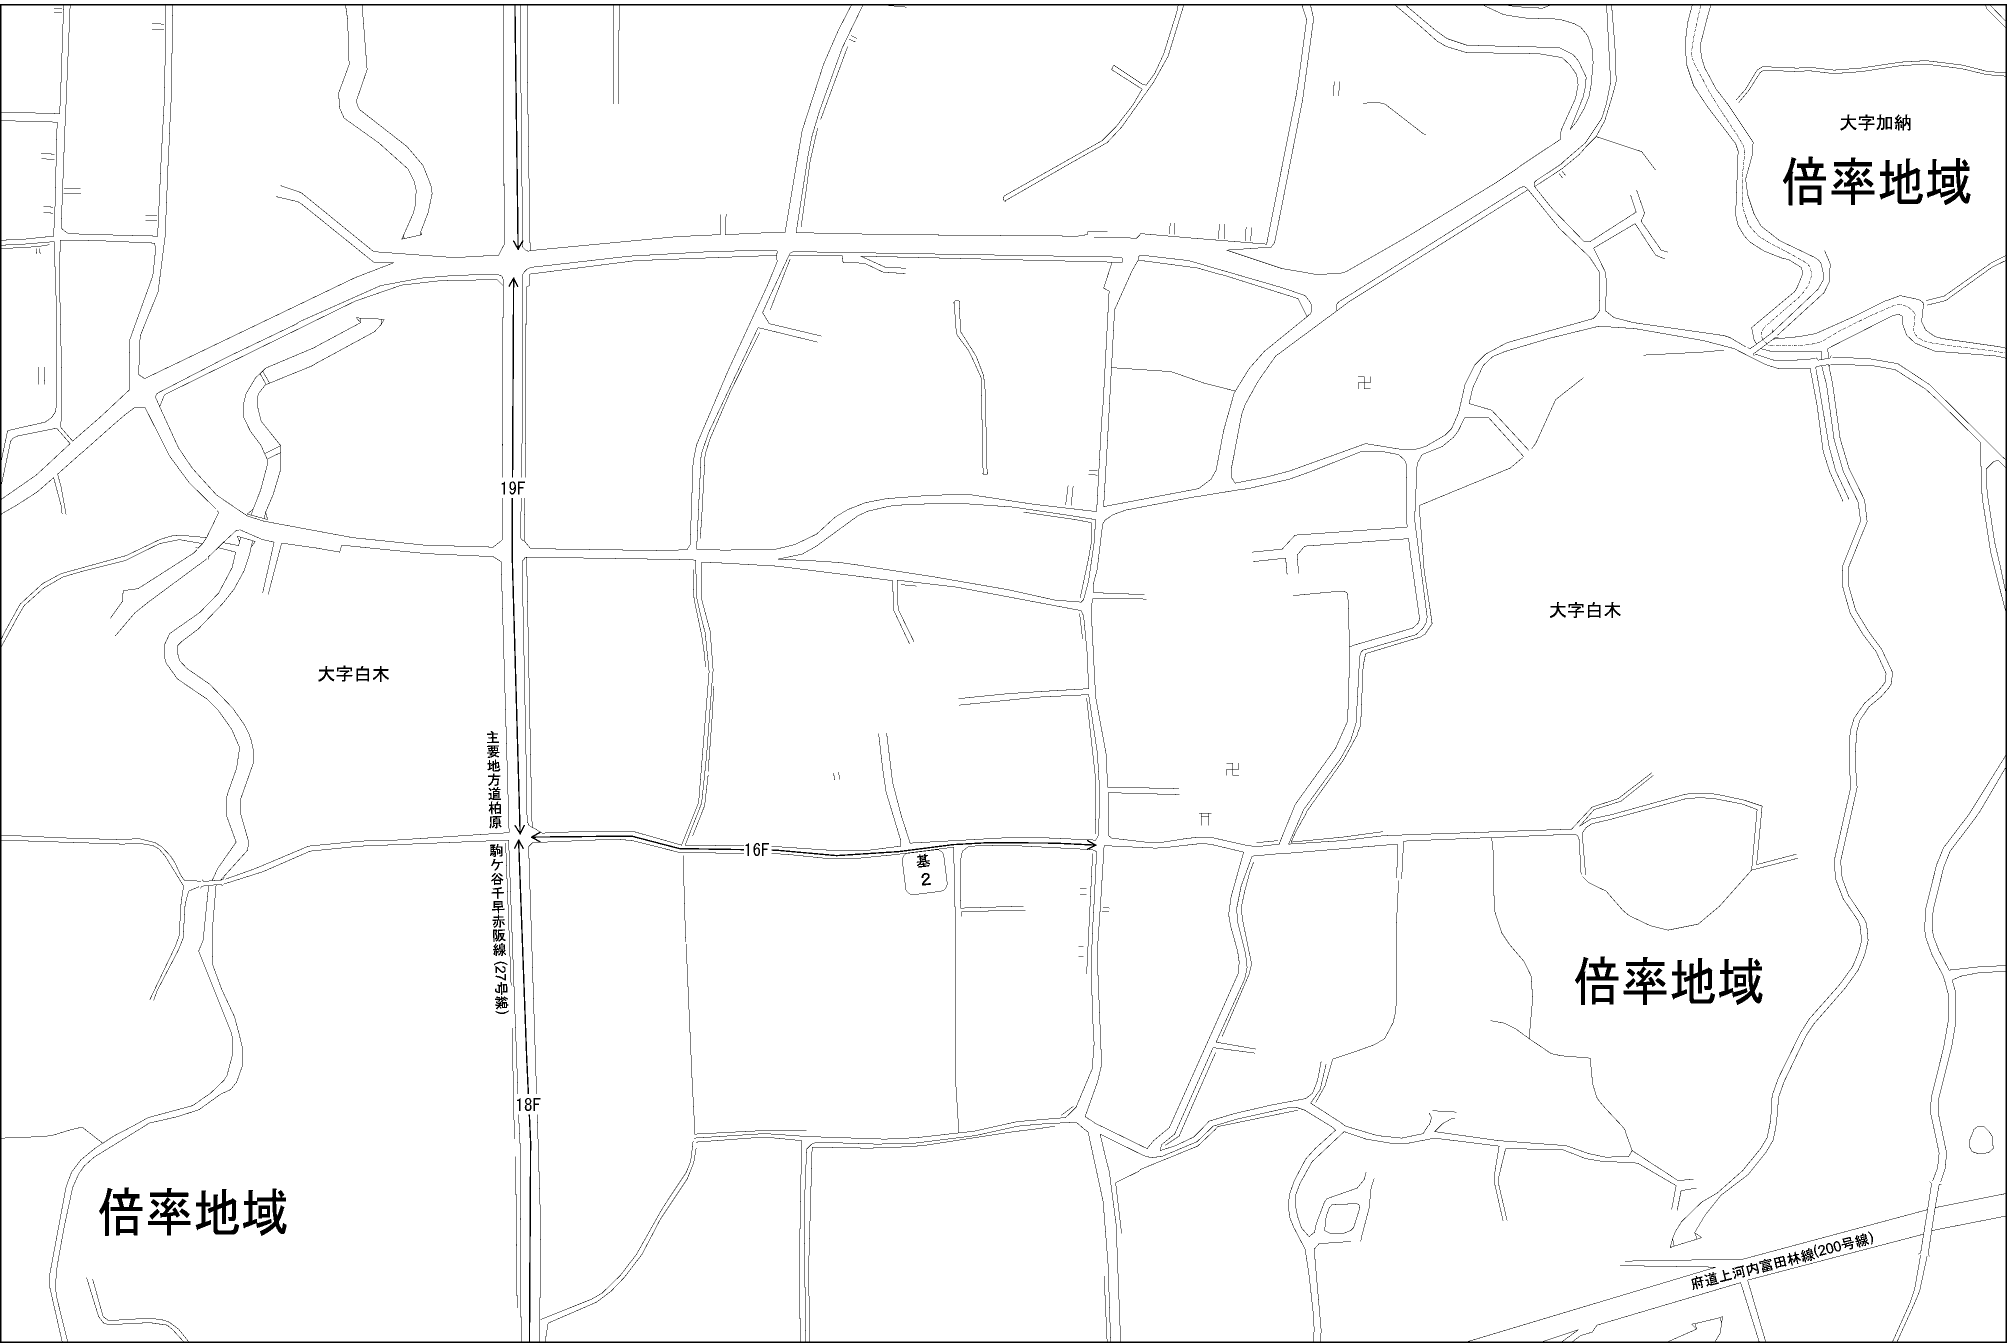 大字加納
倍率地域
19F
大字白木
大字白木
主要地方道柏原
駒ケ谷千早赤阪線(27号線)
16F
基
2
倍率地域
18F
倍率地域
府道上河内富田林線(200号線)